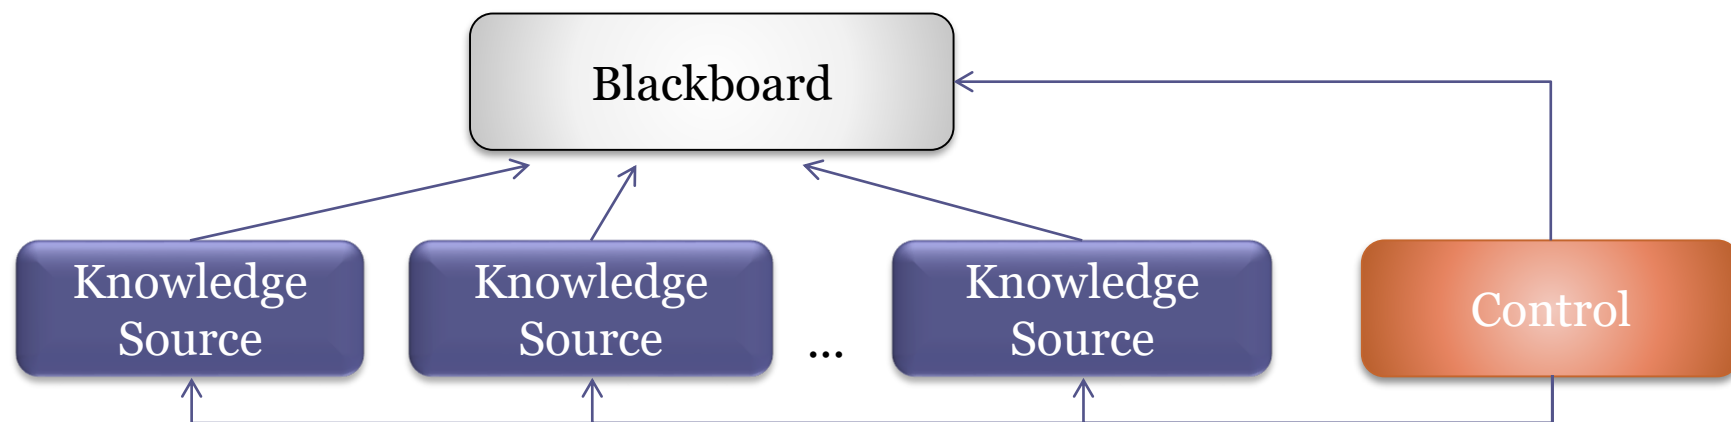 Blackboard
Knowledge
Source
Knowledge
Source
...
Knowledge
Source
Control